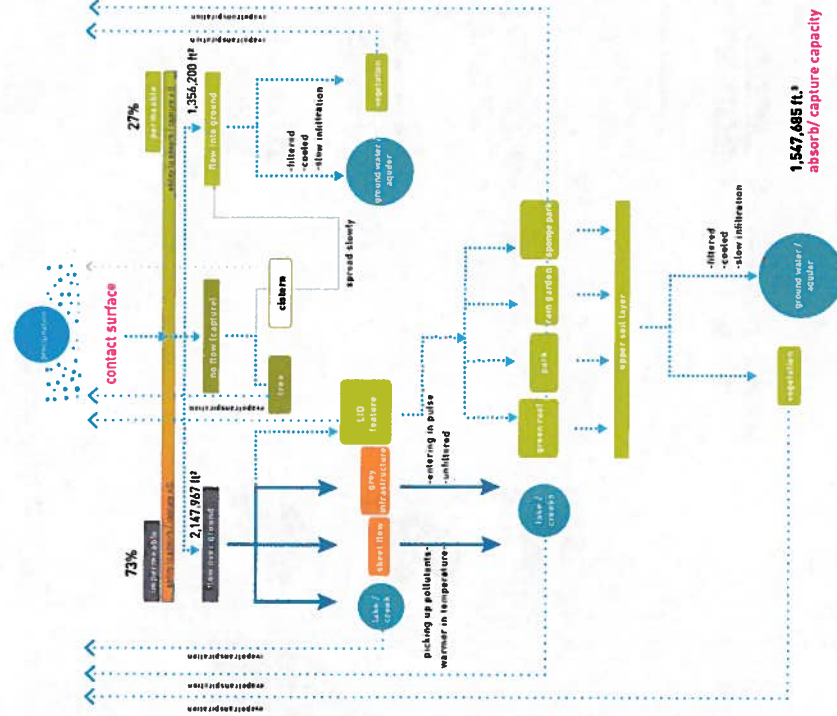 precipitation
contact surface
73%
27%
impermeable
permeable
2,147,967 ft²
1,356,200 ft²
flow over ground
no flow (capture)
flow into ground
tree
cistern
spread slowly
-filtered
-cooled
-slow infiltration
ground water /
aquifer
vegetation
evapotranspiration
evapotranspiration
evapotranspiration
lake /
creek
sheet flow
grey
infrastructure
LID
feature
picking up pollutants-
warmer in temperature-
-entering in pulse
-unfiltered
lake /
creeks
green roof
park
rain garden
sponge park
upper soil layer
-filtered
-cooled
-slow infiltration
vegetation
ground water /
aquifer
evapotranspiration
evapotranspiration
evapotranspiration
1,547,685 ft.³
absorb/ capture capacity